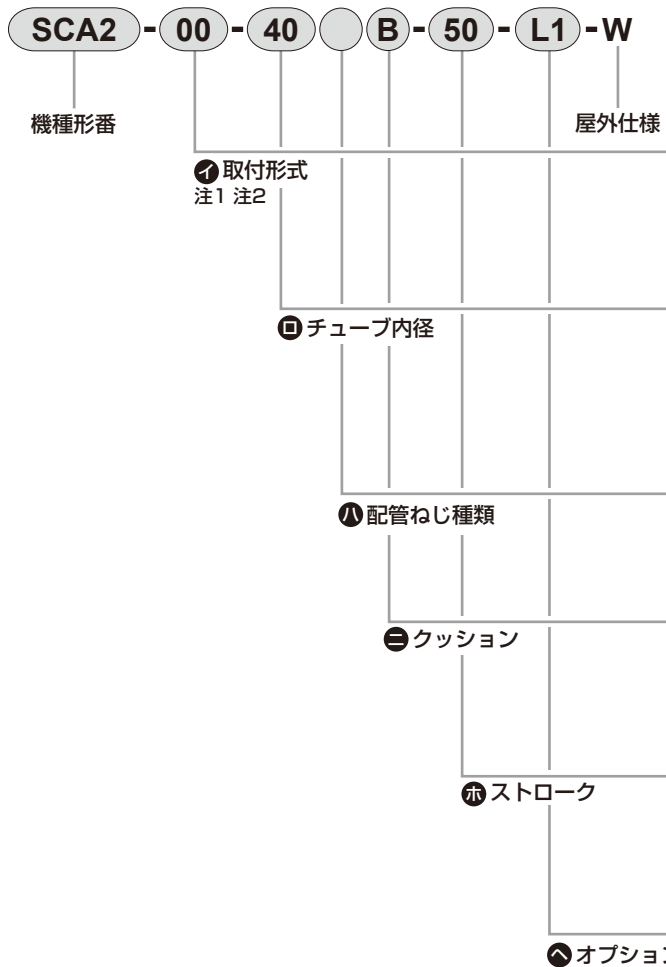 SCA2-00-40 B-50-L1-W
機種形番
屋外仕様
イ 取付形式
注1 注2
ロ チューブ内径
ハ 配管ねじ種類
ニ クッション
ホ ストローク
ヘ オプション